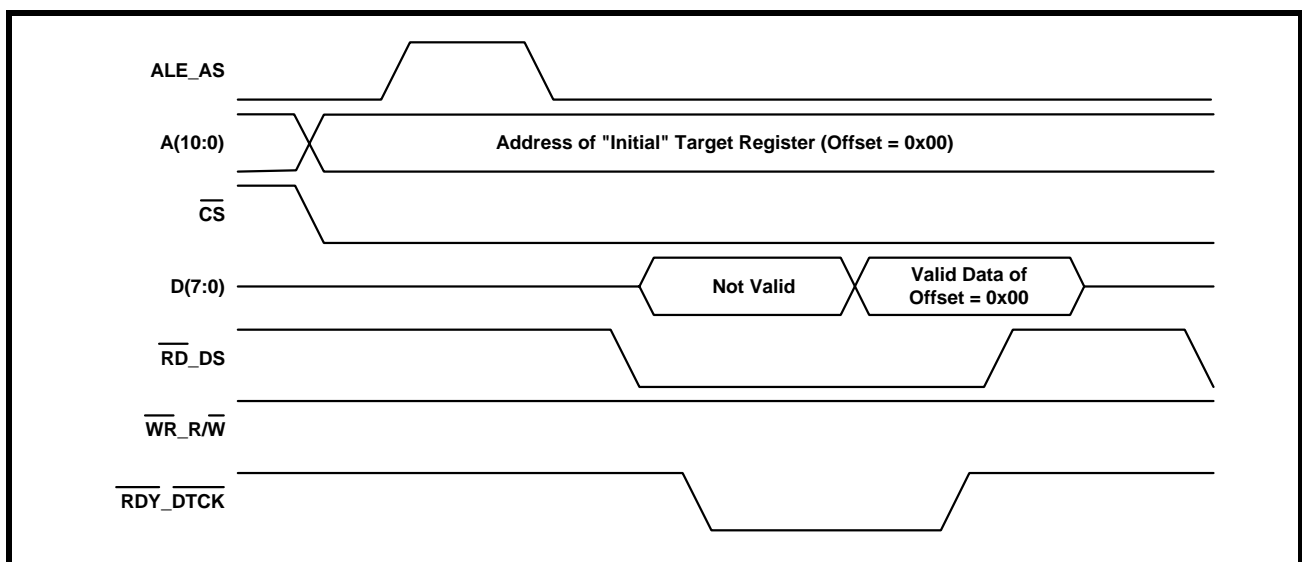 ALE_AS
A(10:0)
Address of "Initial" Target Register (Offset = 0x00)
CS
D(7:0)
Not Valid
Valid Data of
Offset = 0x00
RD_DS
WR_R/W
RDY_DTCK